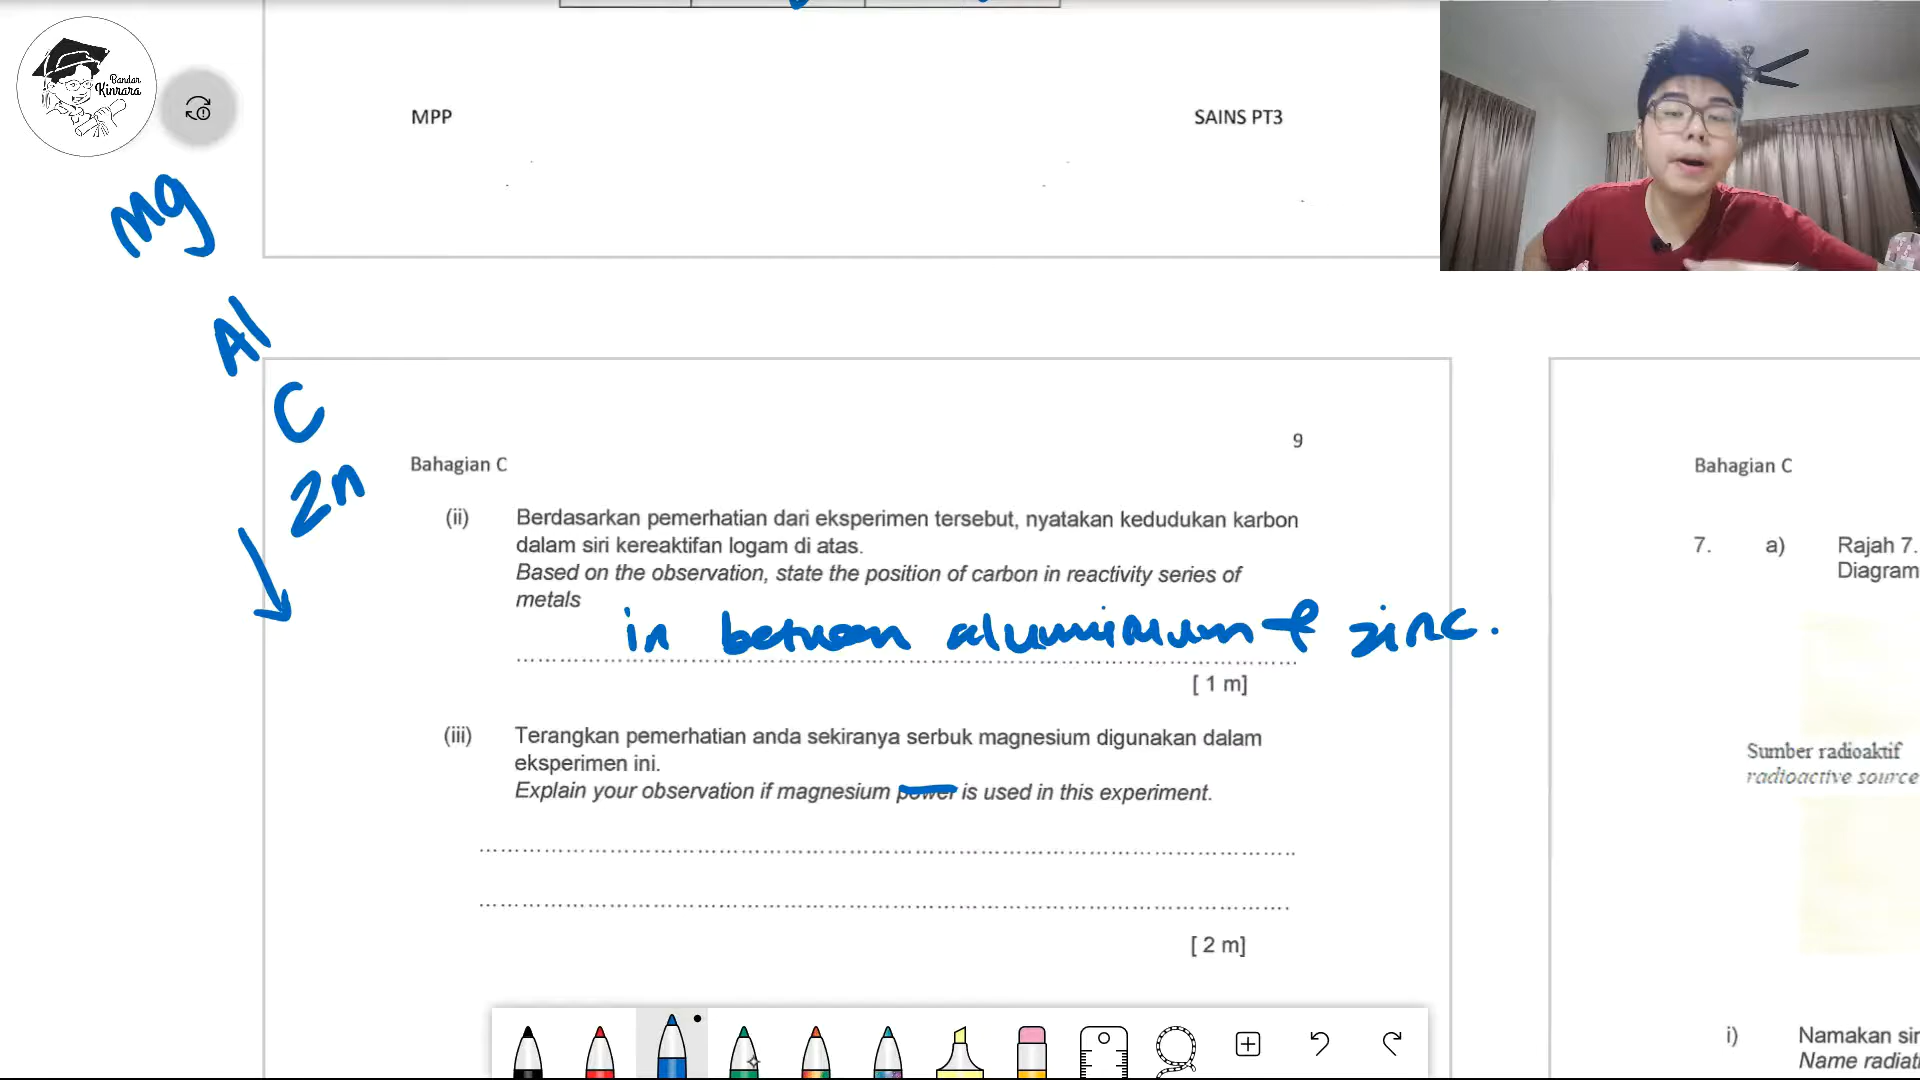 Bandar
Kinrara
MPP
SAINS PT3
Mg
Al
C
Zn
9
Bahagian C
(ii) Berdasarkan pemerhatian dari eksperimen tersebut, nyatakan kedudukan karbon
dalam siri kereaktifan logam di atas.
Based on the observation, state the position of carbon in reactivity series of
metals
in between aluminium & zinc.
[ 1 m]
(iii) Terangkan pemerhatian anda sekiranya serbuk magnesium digunakan dalam
eksperimen ini.
Explain your observation if magnesium power is used in this experiment.
[ 2 m]
Bahagian C
7. a) Rajah 7.
Diagram
Sumber radioaktif
radioactive source
i) Namakan sin
Name radiat